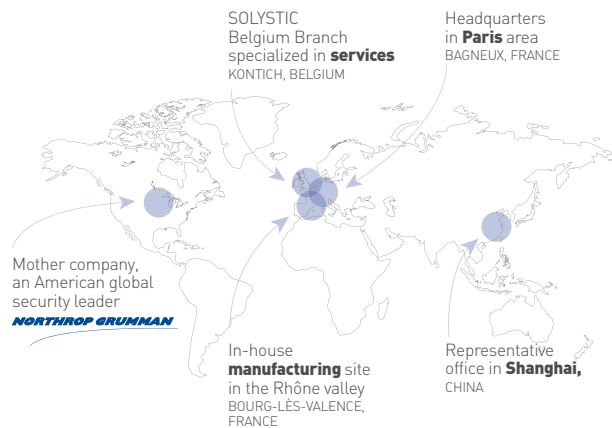 SOLYSTIC
Belgium Branch
specialized in services
KONTICH, BELGIUM
Headquarters
in Paris area
BAGNEUX, FRANCE
Mother company,
an American global
security leader
NORTHROP GRUMMAN
In-house
manufacturing site
in the Rhône valley
BOURG-LÈS-VALENCE,
FRANCE
Representative
office in Shanghai,
CHINA